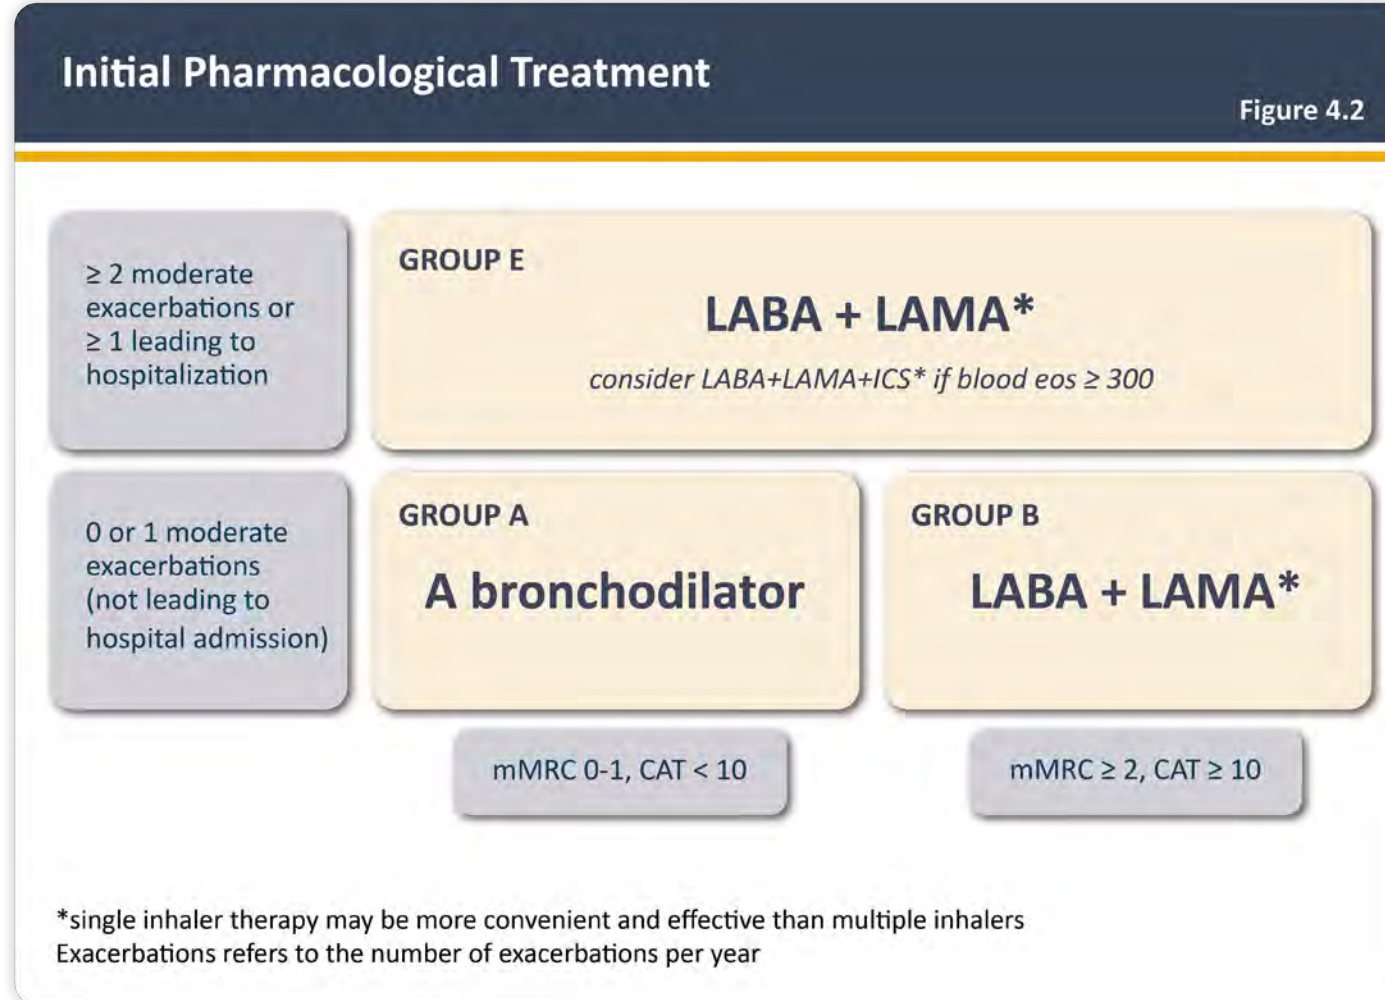 Initial Pharmacological Treatment
Figure 4.2
≥ 2 moderate
exacerbations or
≥ 1 leading to
hospitalization
GROUP E
LABA + LAMA*
consider LABA+LAMA+ICS* if blood eos ≥ 300
0 or 1 moderate
exacerbations
(not leading to
hospital admission)
GROUP A
A bronchodilator
GROUP B
LABA + LAMA*
mMRC 0-1, CAT < 10
mMRC ≥ 2, CAT ≥ 10
*single inhaler therapy may be more convenient and effective than multiple inhalers
Exacerbations refers to the number of exacerbations per year